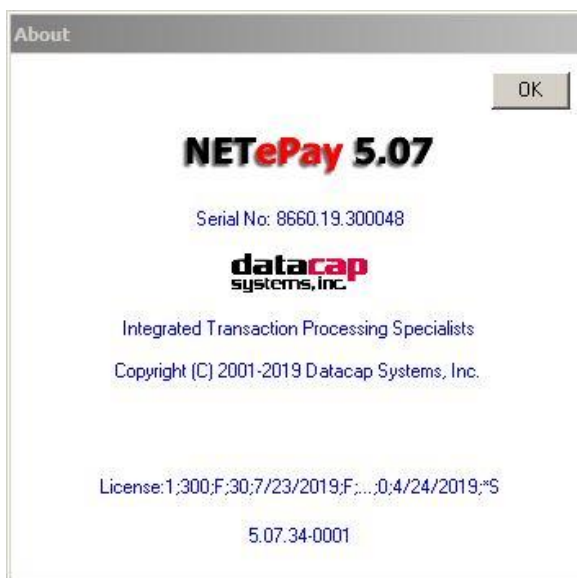 About
OK
NETePay 5.07
Serial No: 8660.19.300048
datacap
systems, inc.
Integrated Transaction Processing Specialists
Copyright (C) 2001-2019 Datacap Systems, Inc.
License:1;300;F;30;7/23/2019;F;...;0;4/24/2019;*S
5.07.34-0001